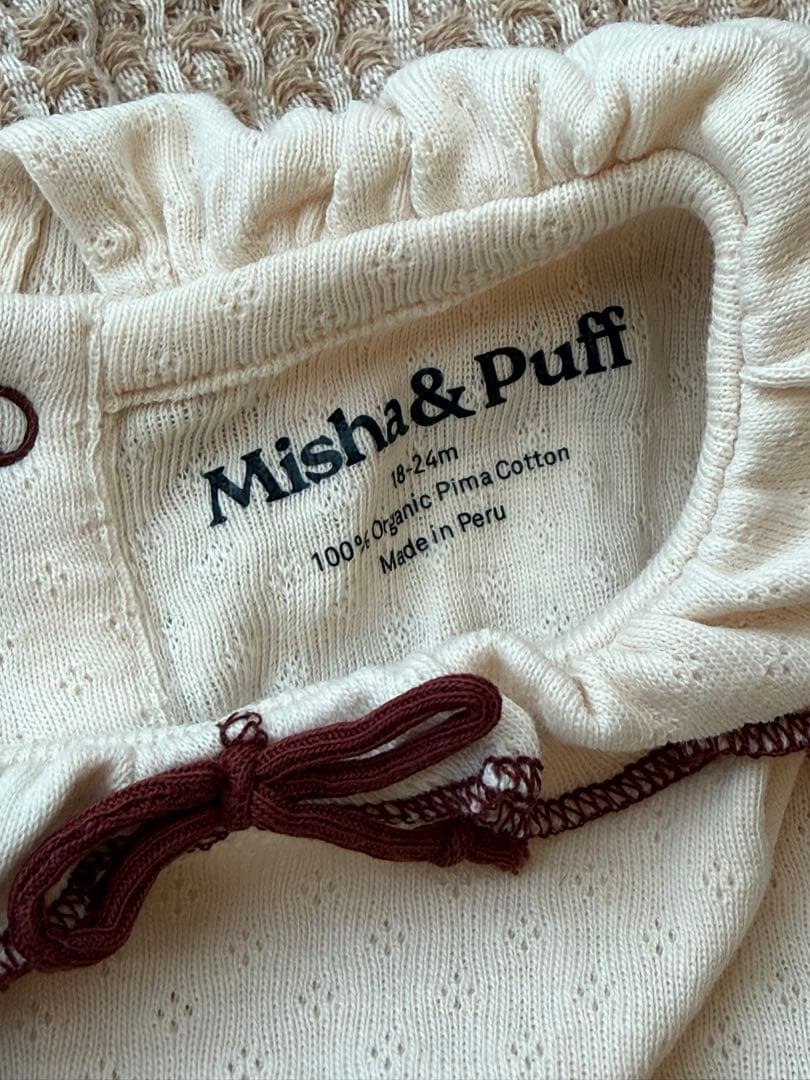 Misha & Puff
18-24m
100% Organic Pima Cotton
Made in Peru